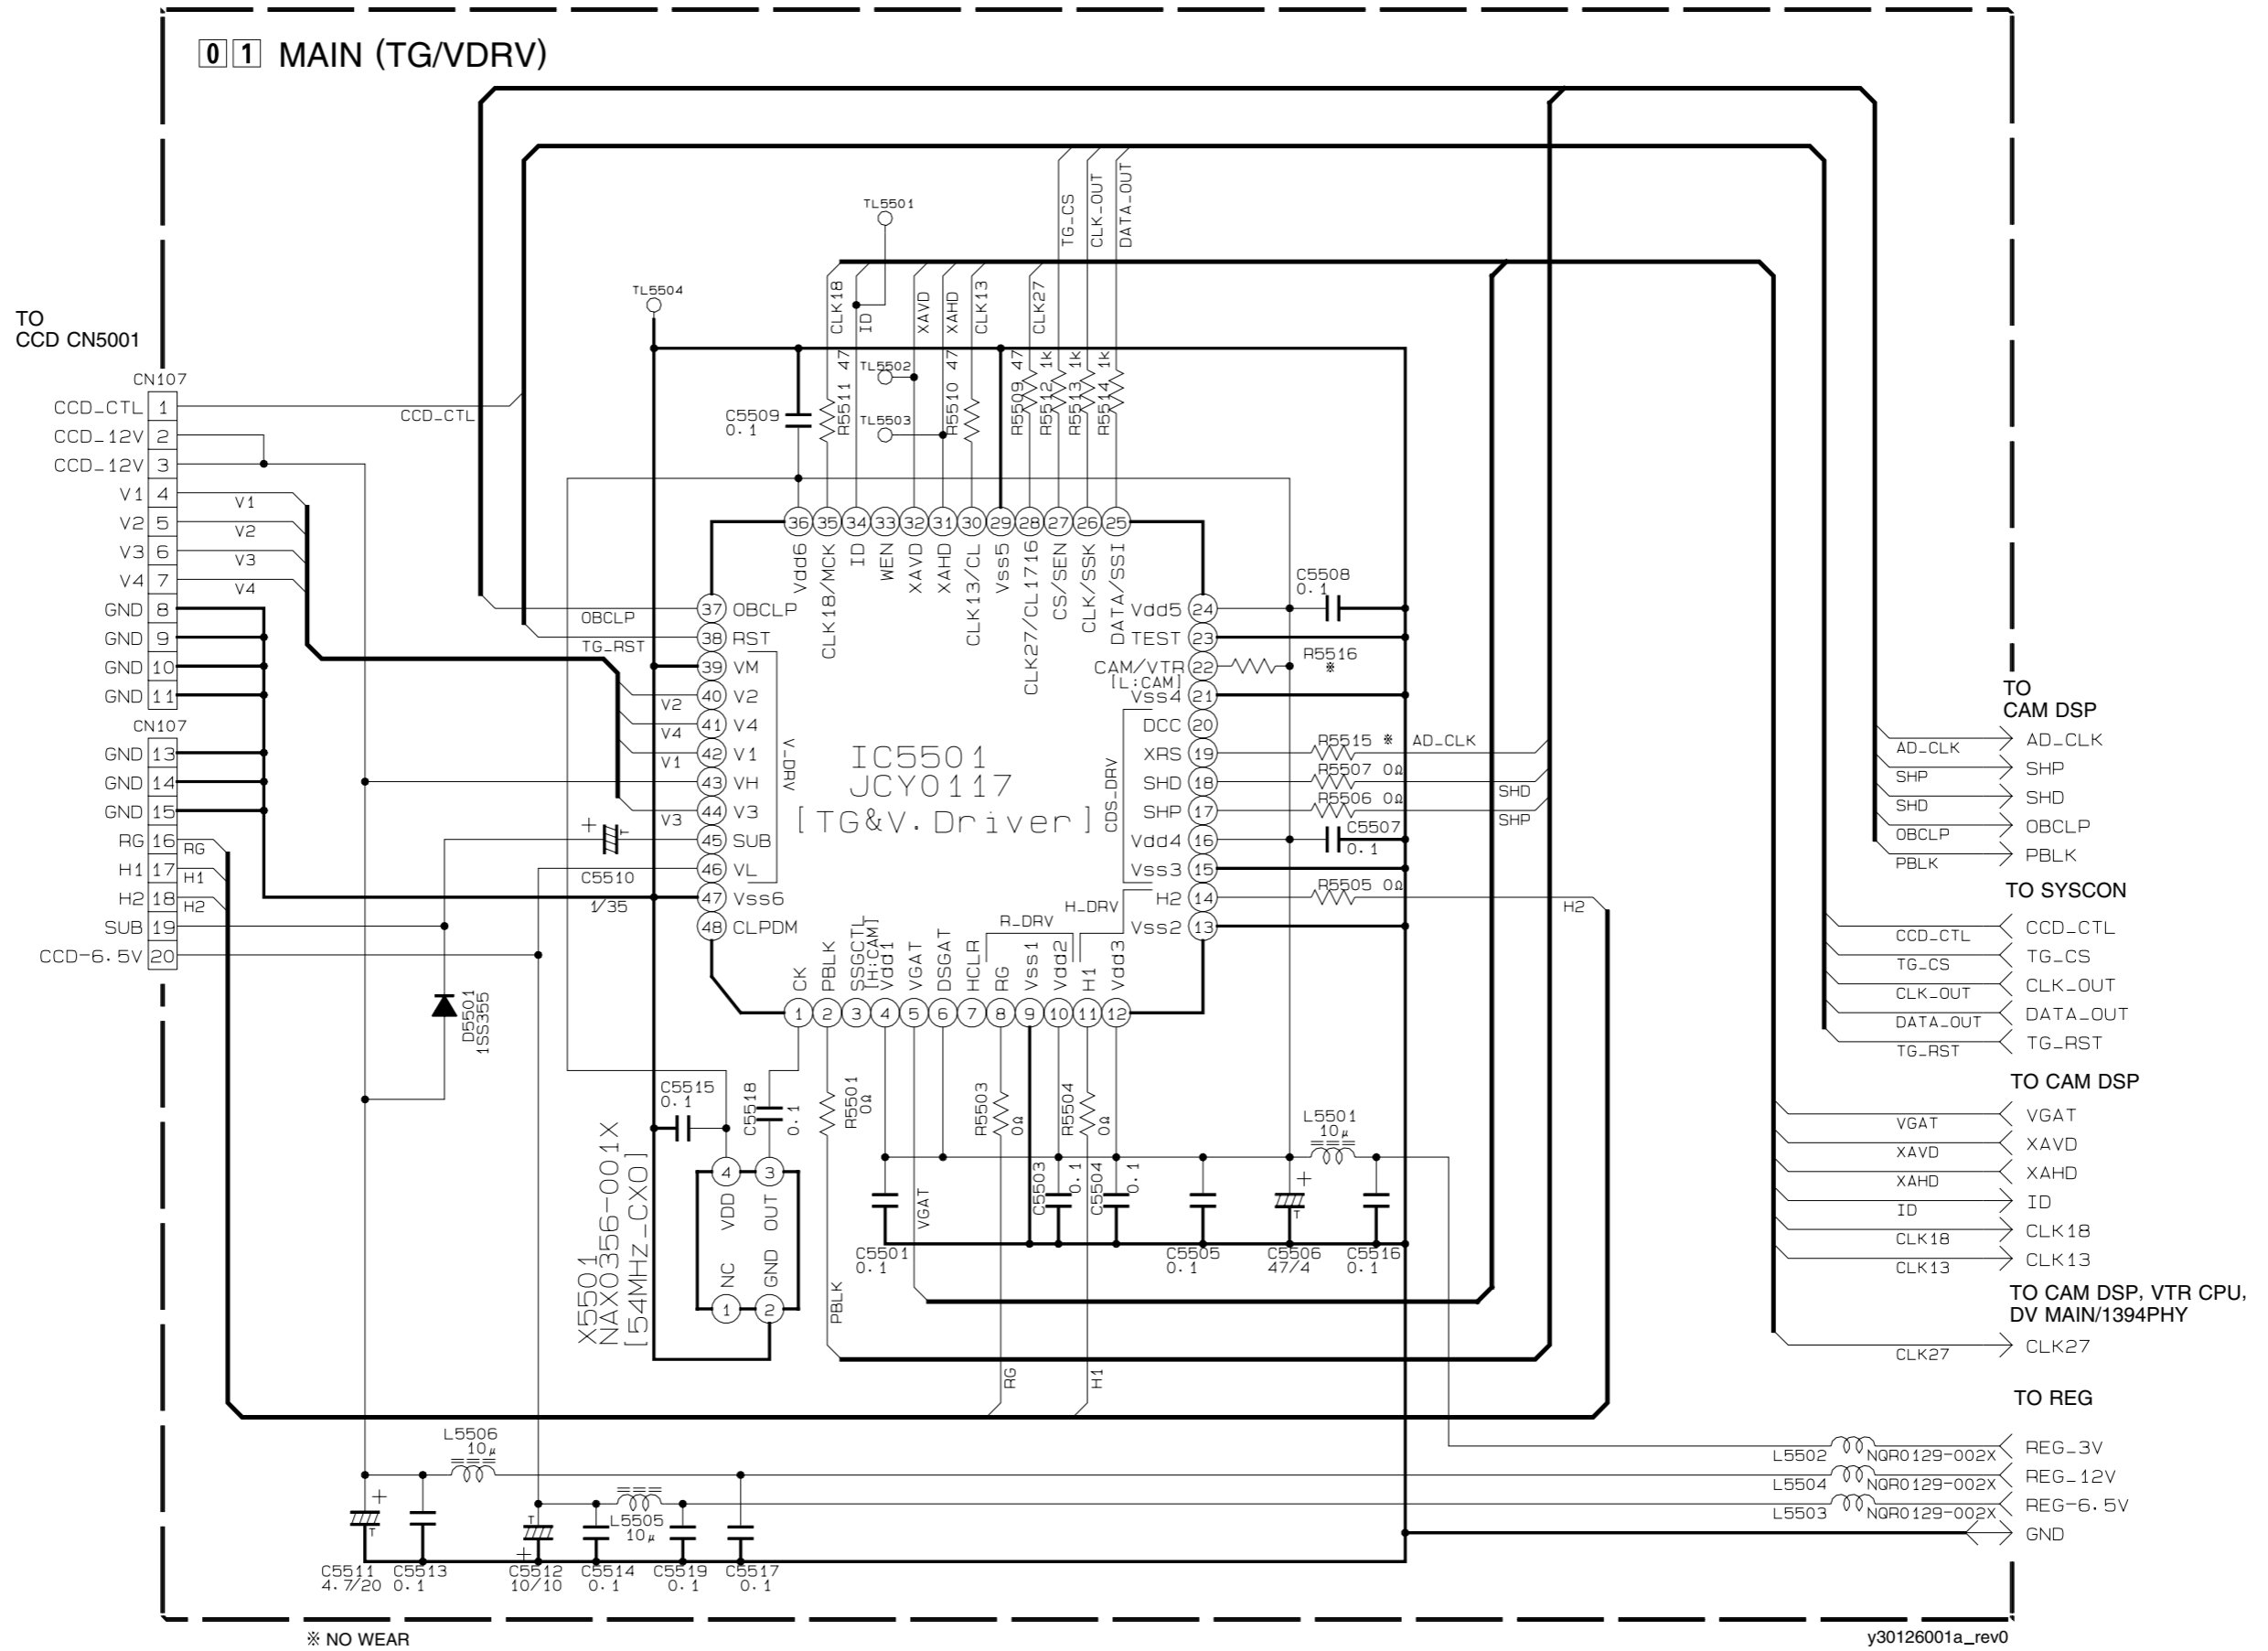 0 1 MAIN (TG/VDRV)
TO
CCD CN5001
CN107
CCD_CTL 1
CCD_12V 2
CCD_12V 3
V1 4
V2 5
V3 6
V4 7
GND 8
GND 9
GND 10
GND 11
CN107
GND 13
GND 14
GND 15
RG 16
H1 17
H2 18
SUB 19
CCD-6.5V 20
CCD_CTL
V1
V2
V3
V4
RG
H1
H2
TL5501
TL5504
TL5502
TL5503
TG_CS
CLK_OUT
DATA_OUT
CLK18
ID
XAVD
XAHD
CLK13
CLK27
C5509
0.1
R5511 47
R5510 47
R5509 47
R5512 1k
R5513 1k
R5514 1k
36 35 34 33 32 31 30 29 28 27 26 25
Vdd6
CLK18/MCK
ID
WEN
XAVD
XAHD
CLK13/CL
Vss5
CLK27/CL1716
CS/SEN
CLK/SSK
DATA/SSI
OBCLP
TG_RST
V2
V4
V1
V3
37 OBCLP
38 RST
39 VM
40 V2
41 V4
42 V1
43 VH
44 V3
45 SUB
46 VL
47 Vss6
48 CLPDM
V_DRV
IC5501
JCY0117
[TG&V.Driver]
Vdd5 24
TEST 23
CAM/VTR 22
[L:CAM]
Vss4 21
DCC 20
XRS 19
SHD 18
SHP 17
Vdd4 16
Vss3 15
H2 14
Vss2 13
CDS_DRV
H_DRV
R_DRV
C5508
0.1
R5516
※
R5515 ※ AD_CLK
R5507 0Ω
SHD
R5506 0Ω
SHP
C5507
0.1
R5505 0Ω
H2
CK
PBLK
SSGCTL
[H:CAM]
Vdd1
VGAT
DSGAT
HCLR
RG
Vss1
Vdd2
H1
Vdd3
1 2 3 4 5 6 7 8 9 10 11 12
+
T
C5510
1/35
D5501
1SS355
C5515
0.1
C5518
0.1
R5501
0Ω
R5503
0Ω
R5504
0Ω
L5501
10μ
X5501
NAX0356-001X
[54MHZ_CXO]
4 3
VDD
OUT
NC
GND
1 2
PBLK
VGAT
RG
H1
C5501
0.1
C5503
0.1
C5504
0.1
C5505
0.1
+
T
C5506
47/4
C5516
0.1
L5506
10μ
L5505
10μ
+
T
C5511
4.7/20
C5513
0.1
T
+
C5512
10/10
C5514
0.1
C5519
0.1
C5517
0.1
TO
CAM DSP
AD_CLK AD_CLK
SHP SHP
SHD SHD
OBCLP OBCLP
PBLK PBLK
TO SYSCON
CCD_CTL CCD_CTL
TG_CS TG_CS
CLK_OUT CLK_OUT
DATA_OUT DATA_OUT
TG_RST TG_RST
TO CAM DSP
VGAT VGAT
XAVD XAVD
XAHD XAHD
ID ID
CLK18 CLK18
CLK13 CLK13
TO CAM DSP, VTR CPU,
DV MAIN/1394PHY
CLK27 CLK27
TO REG
L5502 NQR0129-002X REG_3V
L5504 NQR0129-002X REG_12V
L5503 NQR0129-002X REG-6.5V
GND
※ NO WEAR
y30126001a_rev0